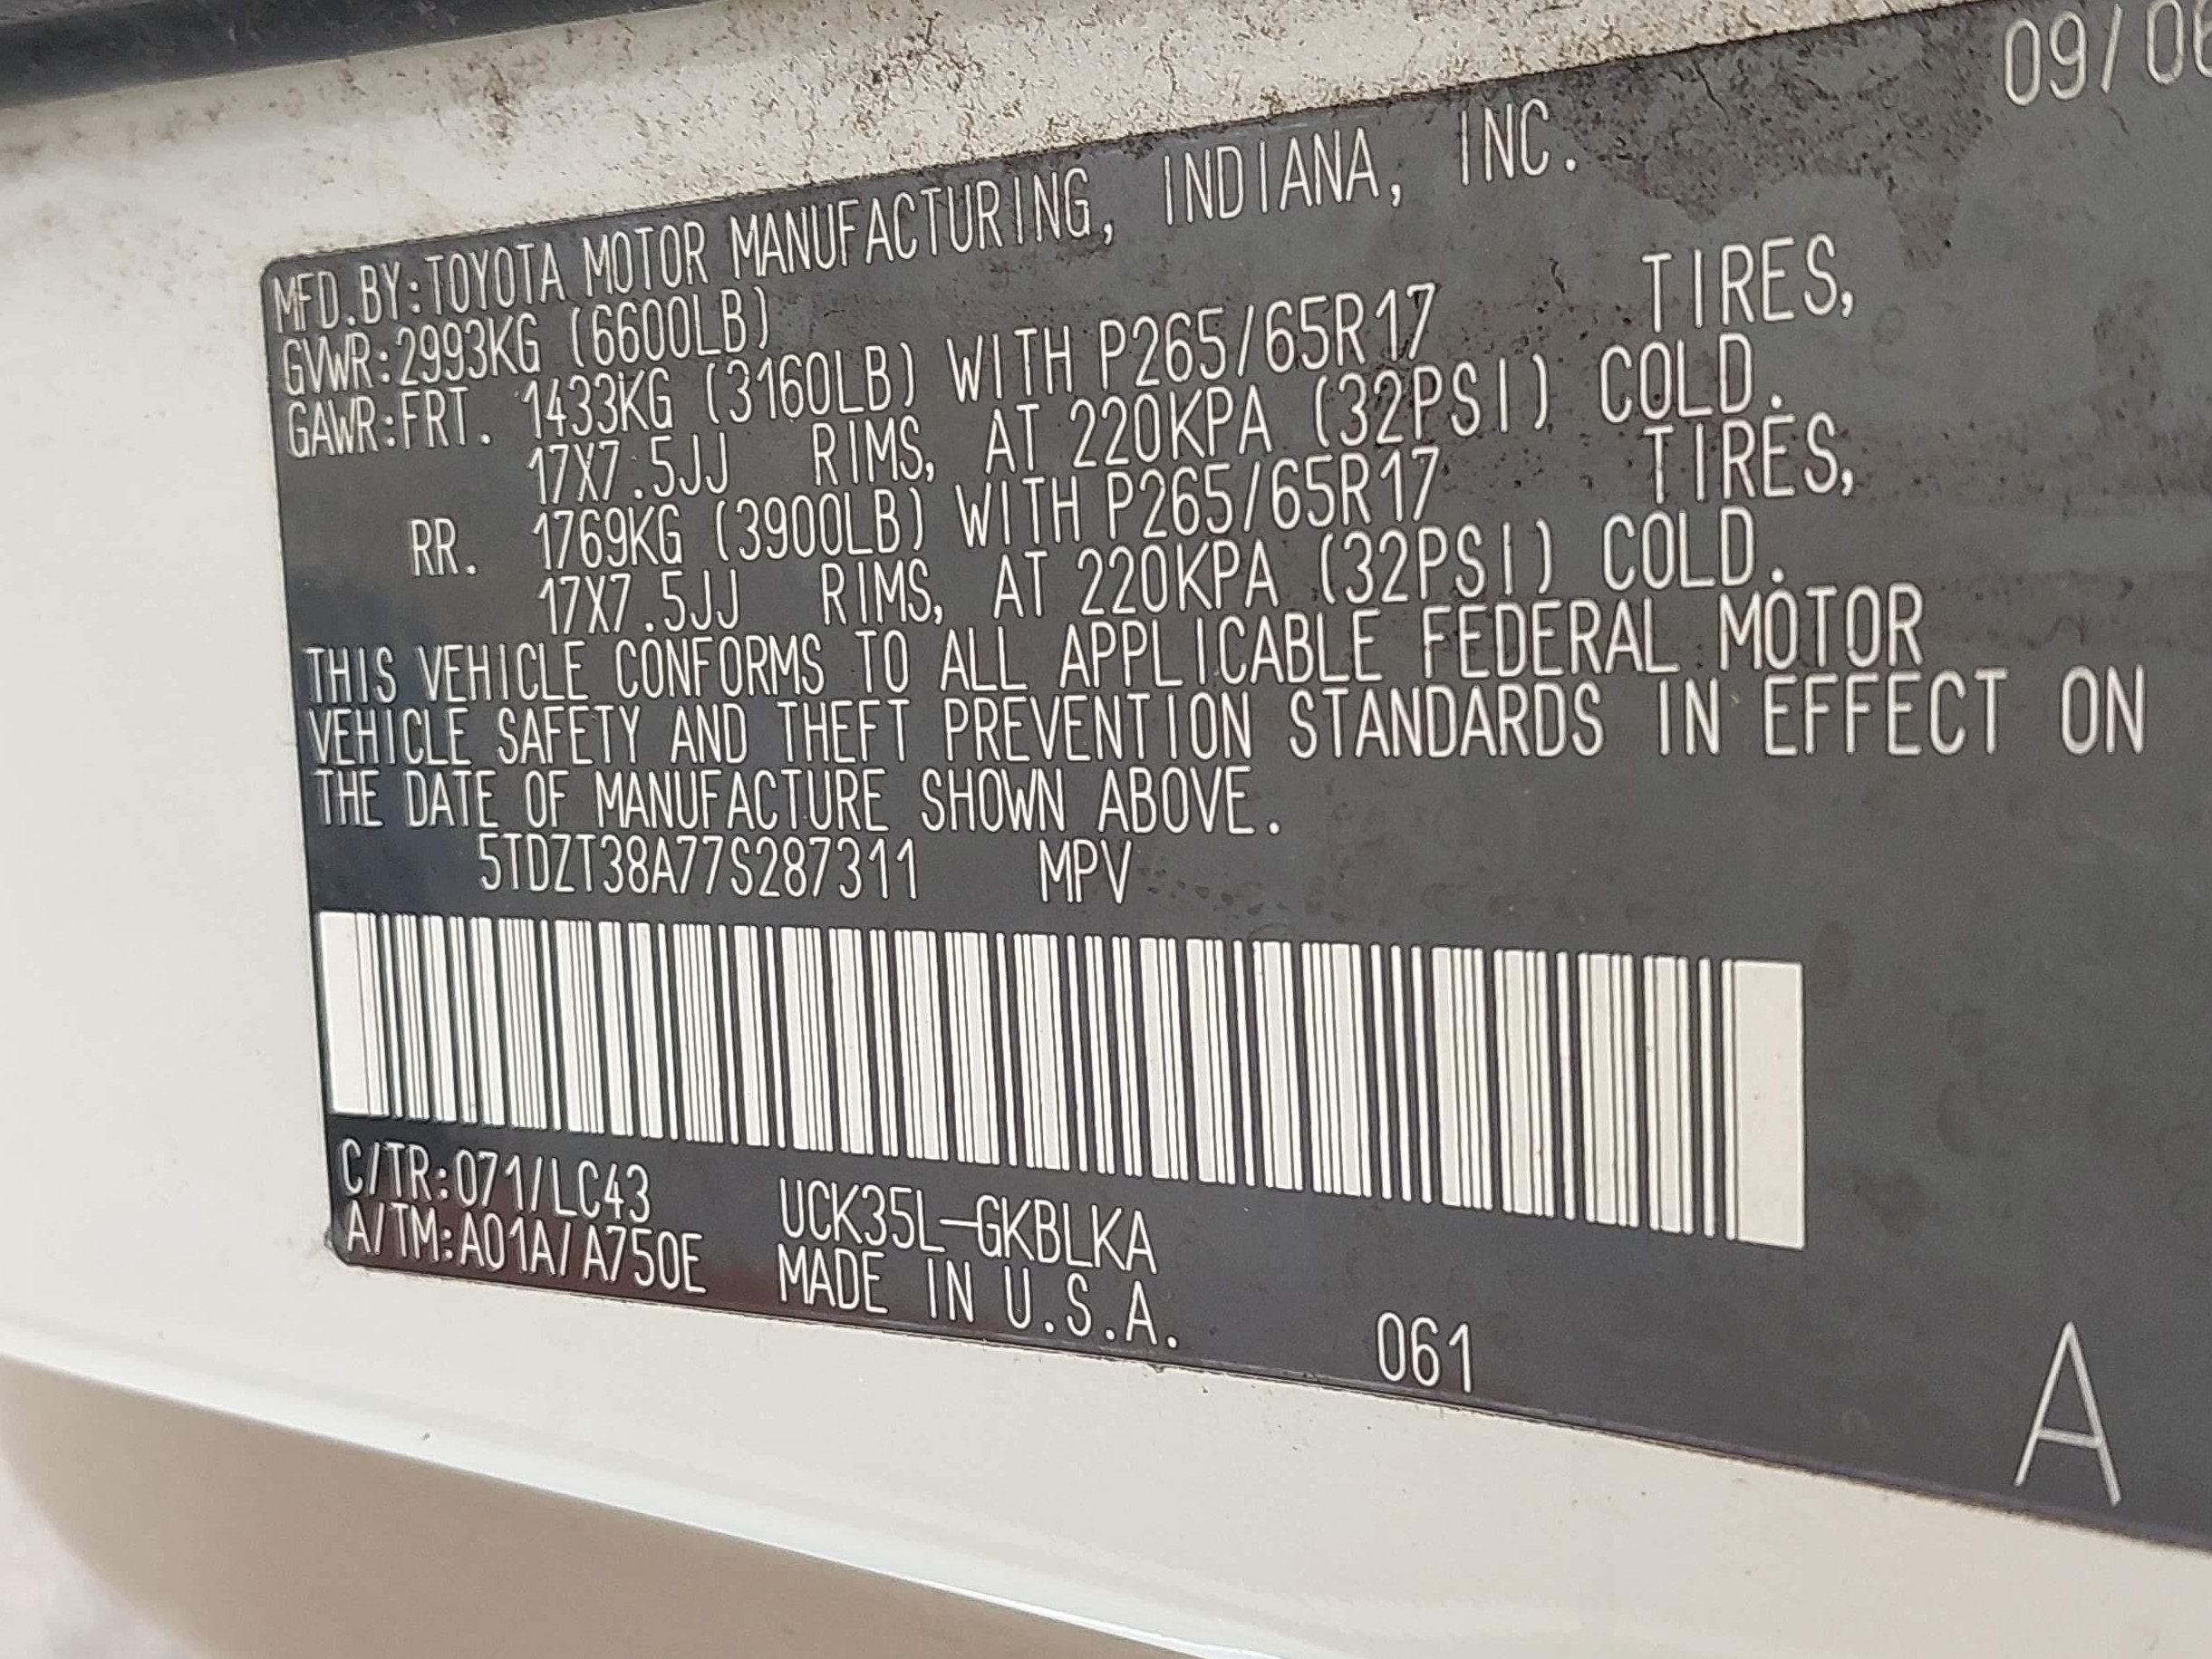 09/06
MFD.BY:TOYOTA MOTOR MANUFACTURING, INDIANA, INC.
GVWR:2993KG (6600LB)
GAWR:FRT. 1433KG (3160LB) WITH P265/65R17 TIRES,
17X7.5JJ RIMS, AT 220KPA (32PSI) COLD.
RR. 1769KG (3900LB) WITH P265/65R17 TIRES,
17X7.5JJ RIMS, AT 220KPA (32PSI) COLD.
THIS VEHICLE CONFORMS TO ALL APPLICABLE FEDERAL MOTOR
VEHICLE SAFETY AND THEFT PREVENTION STANDARDS IN EFFECT ON
THE DATE OF MANUFACTURE SHOWN ABOVE.
5TDZT38A77S287311 MPV
C/TR:071/LC43 UCK35L-GKBLKA
A/TM:A01A/A750E MADE IN U.S.A.
061
A